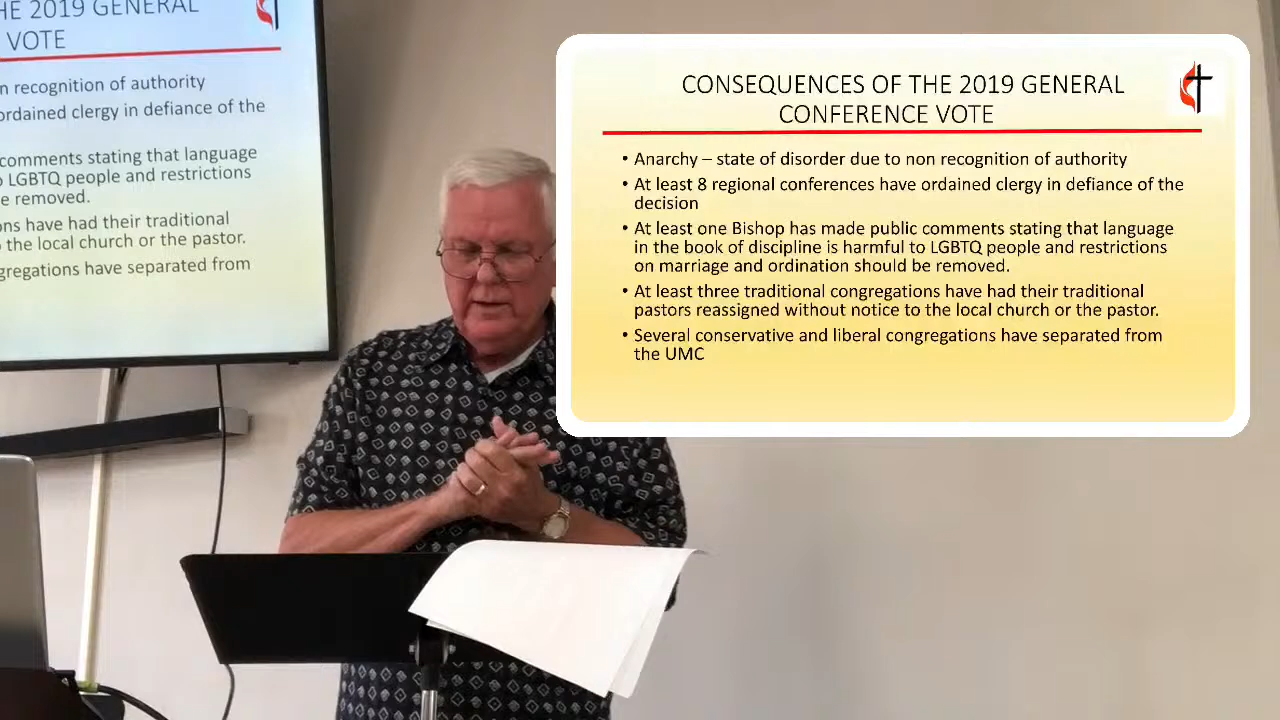 HE 2019 GENERAL
VOTE
n recognition of authority
ordained clergy in defiance of the
comments stating that language
LGBTQ people and restrictions
e removed.
ns have had their traditional
the local church or the pastor.
gregations have separated from
CONSEQUENCES OF THE 2019 GENERAL
CONFERENCE VOTE
• Anarchy – state of disorder due to non recognition of authority
• At least 8 regional conferences have ordained clergy in defiance of the
decision
• At least one Bishop has made public comments stating that language
in the book of discipline is harmful to LGBTQ people and restrictions
on marriage and ordination should be removed.
• At least three traditional congregations have had their traditional
pastors reassigned without notice to the local church or the pastor.
• Several conservative and liberal congregations have separated from
the UMC